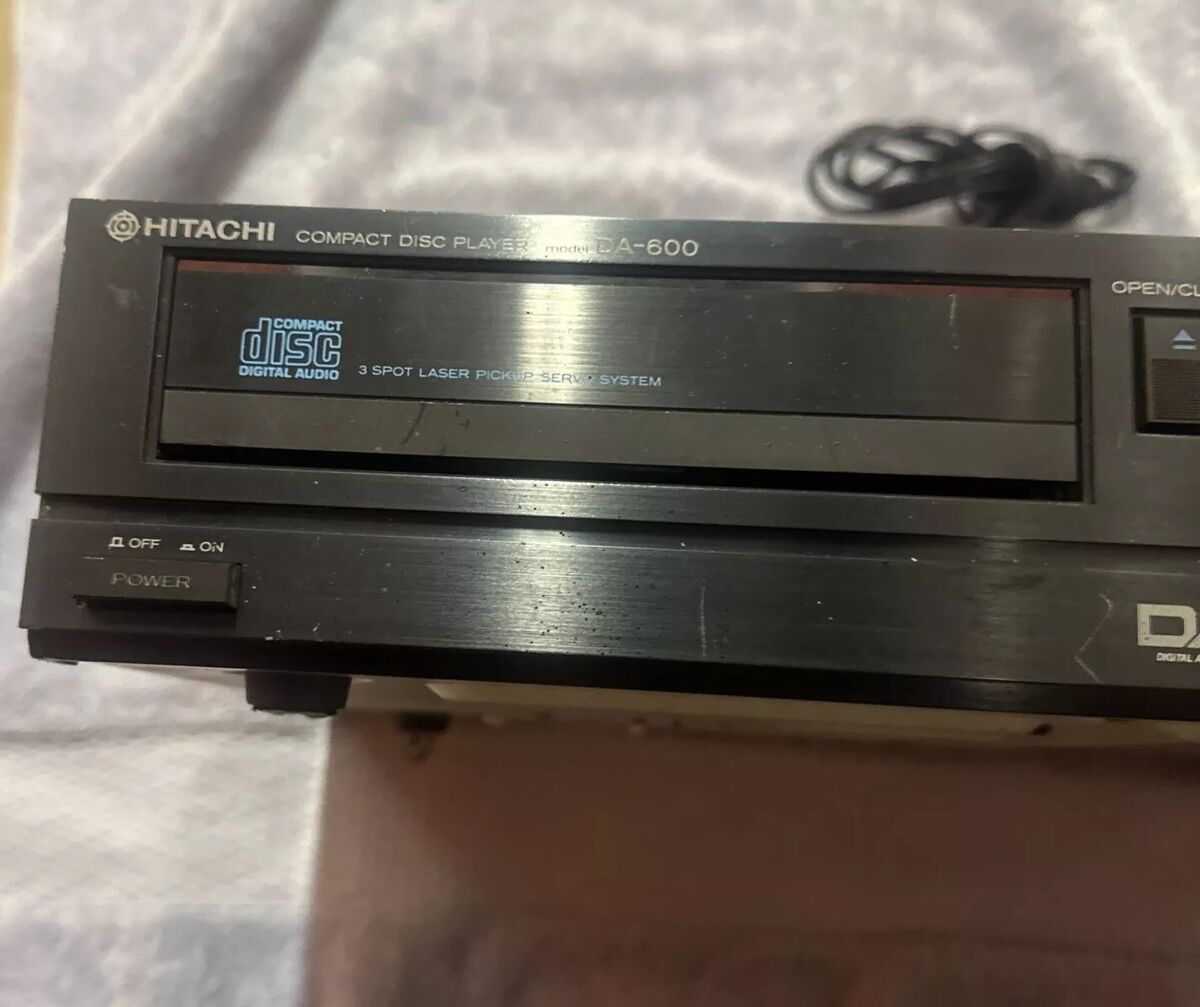 HITACHI COMPACT DISC PLAYER model DA-600
OPEN/CL
COMPACT
disc
DIGITAL AUDIO
3 SPOT LASER PICKUP SERVO SYSTEM
OFF ON
POWER
DIGITAL A